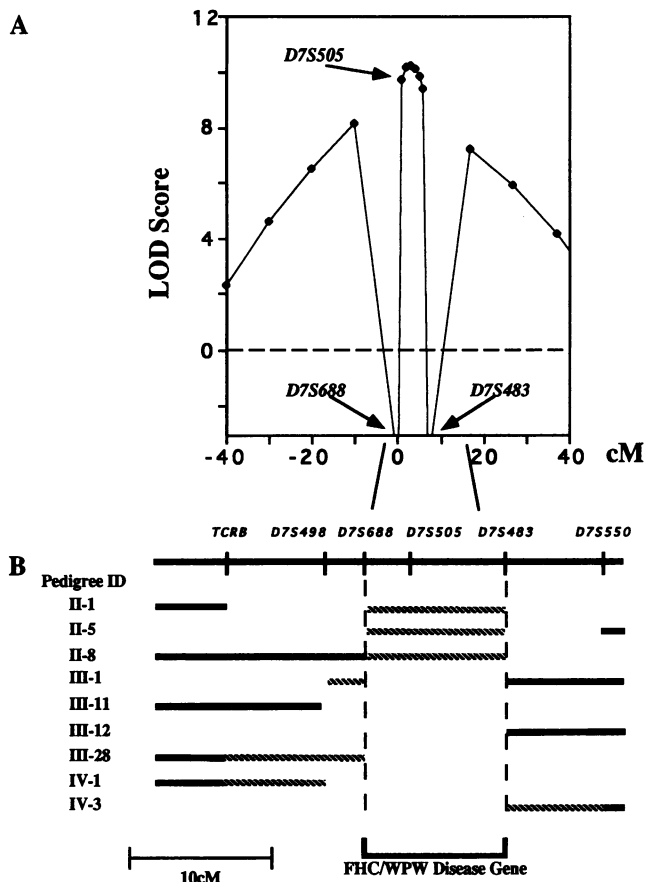 A
12
8
4
0
LOD Score
D7S505
D7S688
D7S483
-40
-20
0
20
40
cM
TCRB D7S498 D7S688 D7S505 D7S483 D7S550
B
Pedigree ID
II-1
II-5
II-8
III-1
III-11
III-12
III-28
IV-1
IV-3
10cM
FHC/WPW Disease Gene